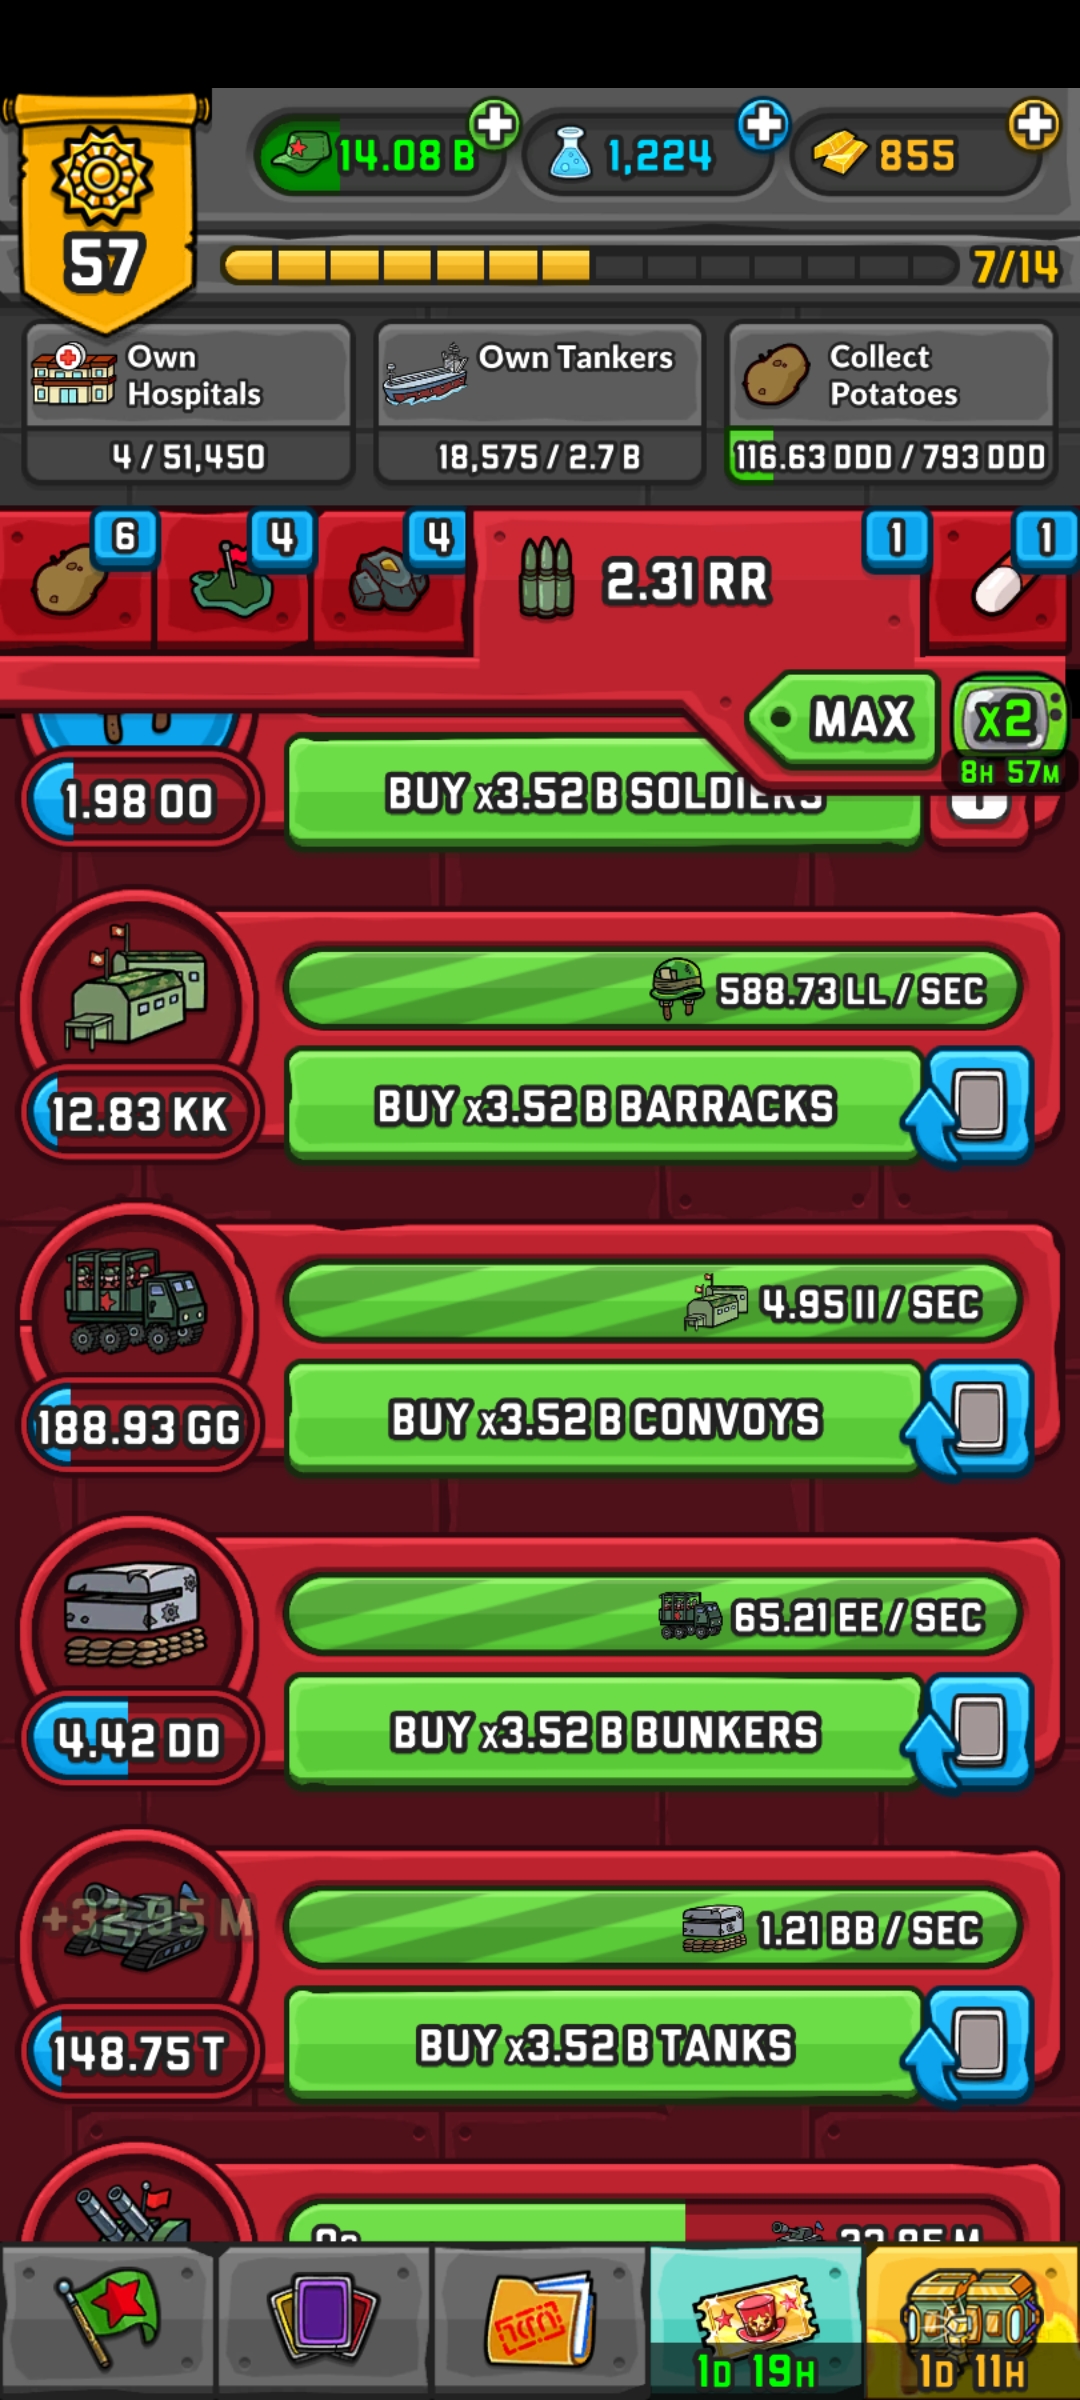 14.08 B
1,224
855
57
7/14
Own Hospitals
4 / 51,450
Own Tankers
18,575 / 2.7 B
Collect Potatoes
116.63 DDD / 793 DDD
6
4
4
2.31 RR
1
1
MAX
x2
8H 57M
1.98 OO
BUY x3.52 B SOLDIERS
588.73 LL / SEC
12.83 KK
BUY x3.52 B BARRACKS
4.95 II / SEC
188.93 GG
BUY x3.52 B CONVOYS
65.21 EE / SEC
4.42 DD
BUY x3.52 B BUNKERS
+32.95 M
1.21 BB / SEC
148.75 T
BUY x3.52 B TANKS
0s
32.95 M
1D 19H
1D 11H